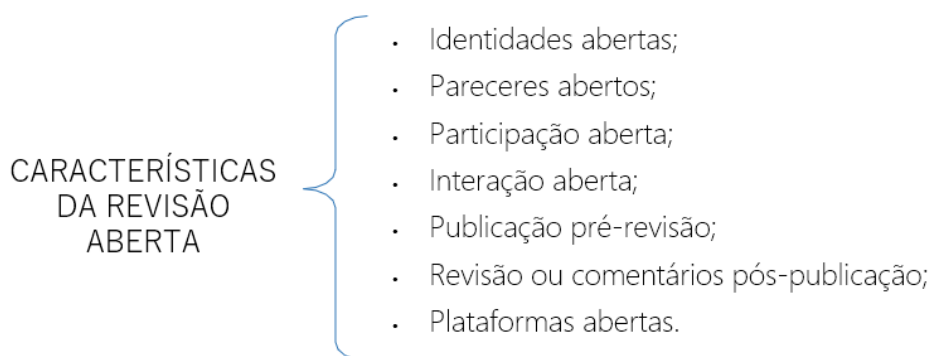 CARACTERÍSTICAS
DA REVISÃO
ABERTA
• Identidades abertas;
• Pareceres abertos;
• Participação aberta;
• Interação aberta;
• Publicação pré-revisão;
• Revisão ou comentários pós-publicação;
• Plataformas abertas.